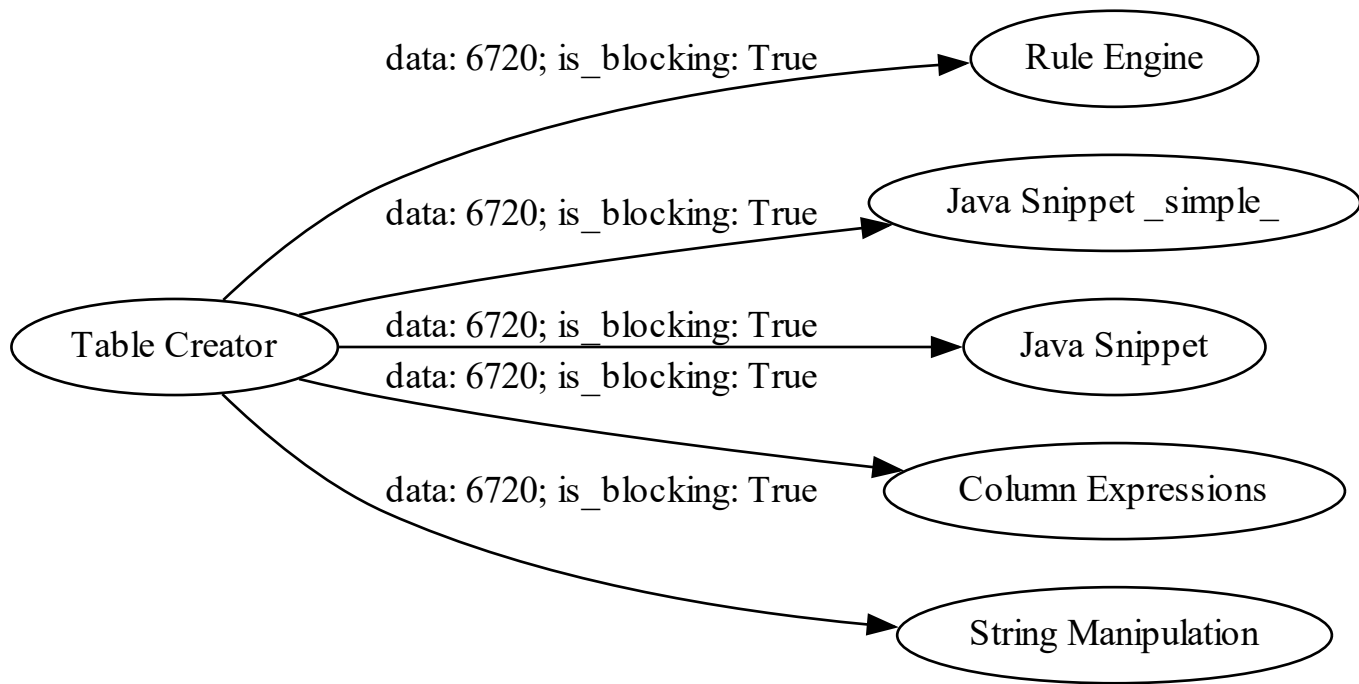 data: 6720; is_blocking: True
Rule Engine
data: 6720; is_blocking: True
Java Snippet _simple_
Table Creator
data: 6720; is_blocking: True
Java Snippet
data: 6720; is_blocking: True
Column Expressions
data: 6720; is_blocking: True
String Manipulation